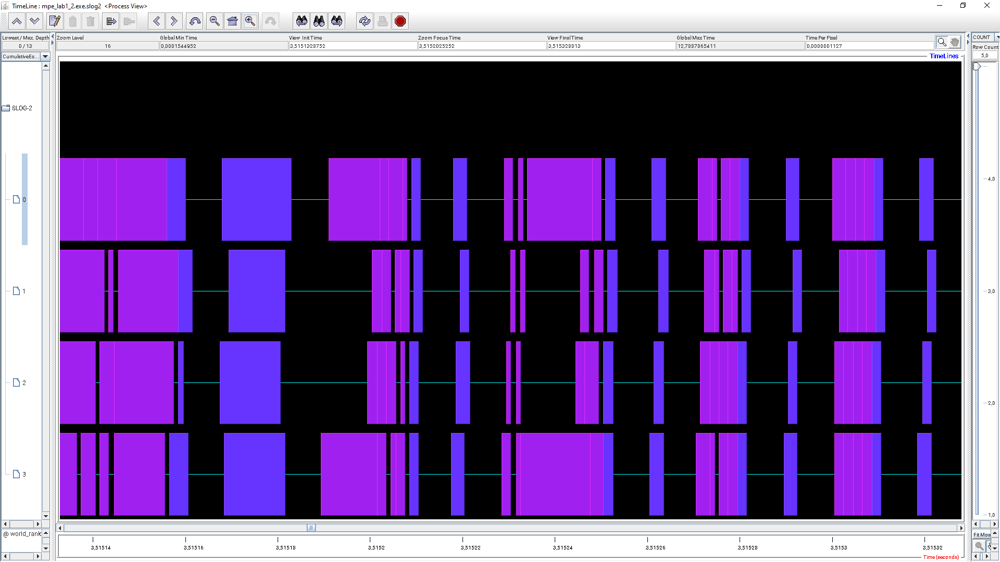 TimeLine : mpe_lab1_2.exe.slog2 <Process View>
Lowest / Max. Depth
0 / 13
Zoom Level
16
Global Min Time
0,0001544952
View Init Time
3,5151328752
Zoom Focus Time
3,5152025252
View Final Time
3,515328013
Global Max Time
12,7887065411
Time Per Pixel
0,0000001127
COUNT
Row Count
5,0
CumulativeEx...
TimeLines
SLOG-2
0
1
2
3
4,0
3,0
2,0
1,0
@ world_rank
Fit Mos
3,51514
3,51516
3,51518
3,5152
3,51522
3,51524
3,51526
3,51528
3,5153
3,51532
Time (seconds)